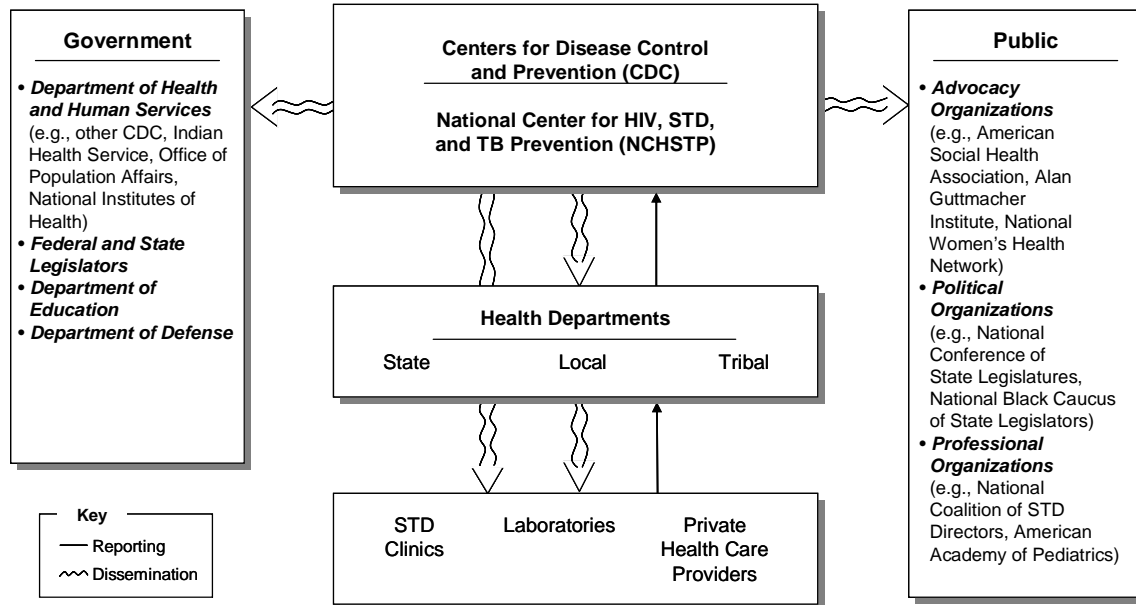 Government
• Department of Health
and Human Services
(e.g., other CDC, Indian
Health Service, Office of
Population Affairs,
National Institutes of
Health)
• Federal and State
Legislators
• Department of
Education
• Department of Defense
Centers for Disease Control
and Prevention (CDC)
National Center for HIV, STD,
and TB Prevention (NCHSTP)
Health Departments
State Local Tribal
STD
Clinics
Laboratories
Private
Health Care
Providers
Public
• Advocacy
Organizations
(e.g., American
Social Health
Association, Alan
Guttmacher
Institute, National
Women's Health
Network)
• Political
Organizations
(e.g., National
Conference of
State Legislatures,
National Black Caucus
of State Legislators)
• Professional
Organizations
(e.g., National
Coalition of STD
Directors, American
Academy of Pediatrics)
Key
Reporting
Dissemination